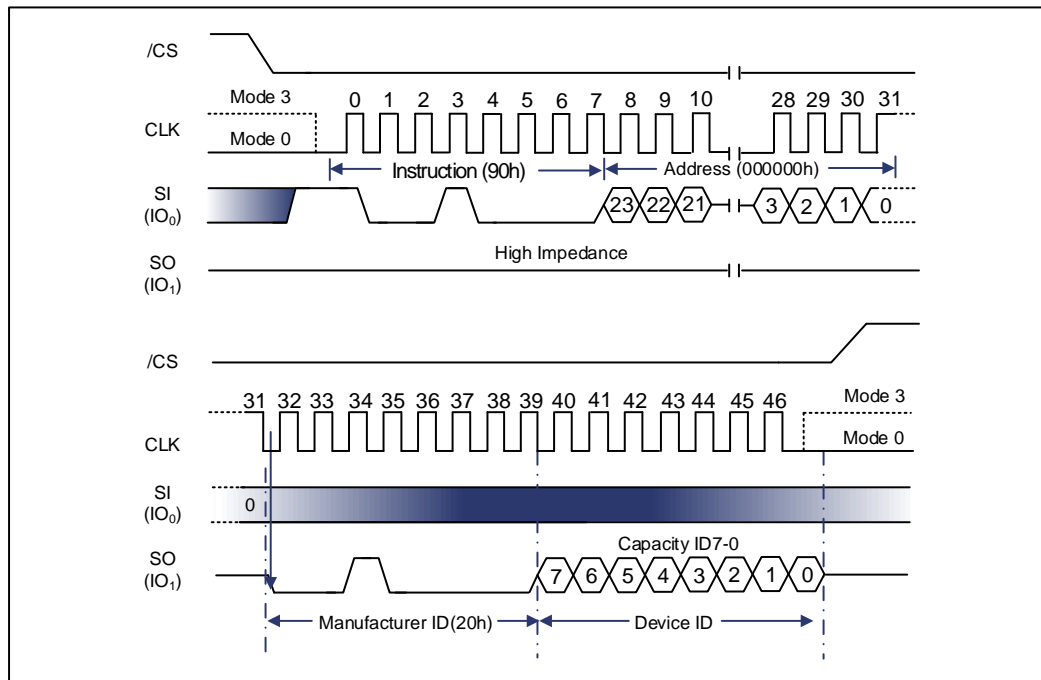 /CS
Mode 3
0 1 2 3 4 5 6 7 8 9 10 28 29 30 31
CLK
Mode 0
Instruction (90h)
Address (000000h)
SI
(IO0)
23 22 21 3 2 1 0
High Impedance
SO
(IO1)
/CS
31 32 33 34 35 36 37 38 39 40 41 42 43 44 45 46
Mode 3
CLK
Mode 0
SI
(IO0)
0
Capacity ID7-0
SO
(IO1)
7 6 5 4 3 2 1 0
Manufacturer ID(20h)
Device ID